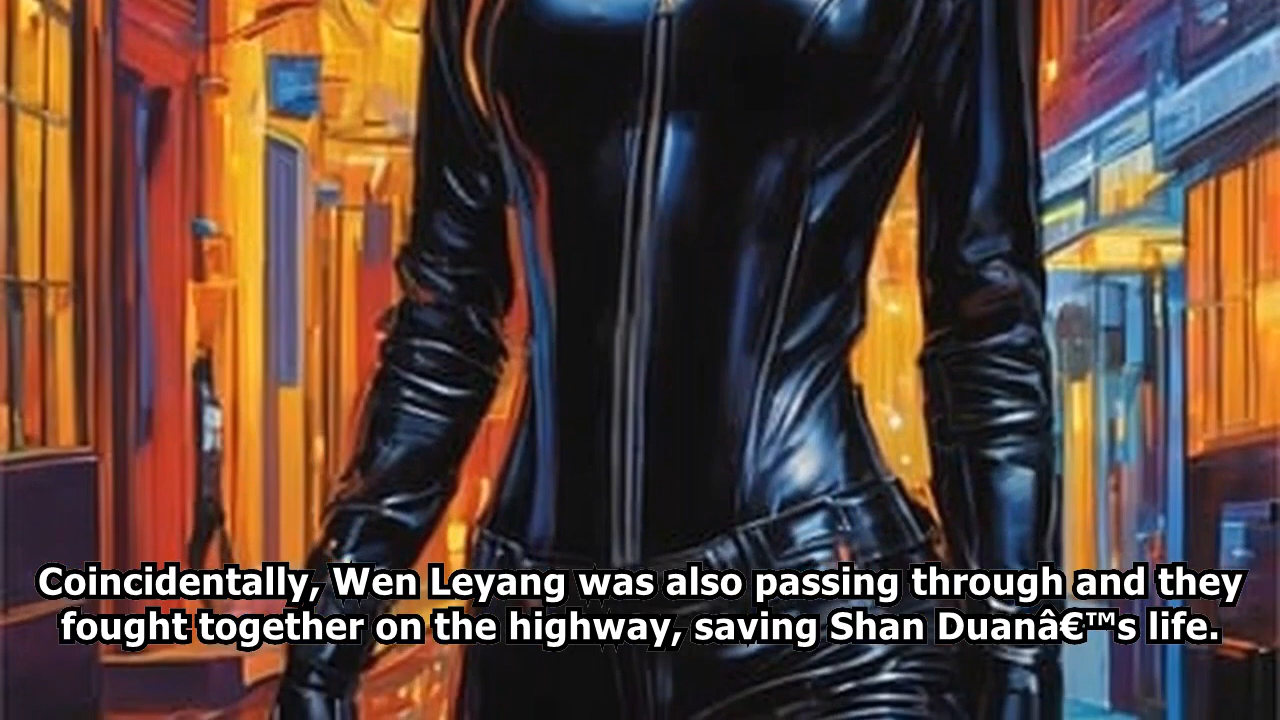 Coincidentally, Wen Leyang was also passing through and they
fought together on the highway, saving Shan Duanâ€™s life.